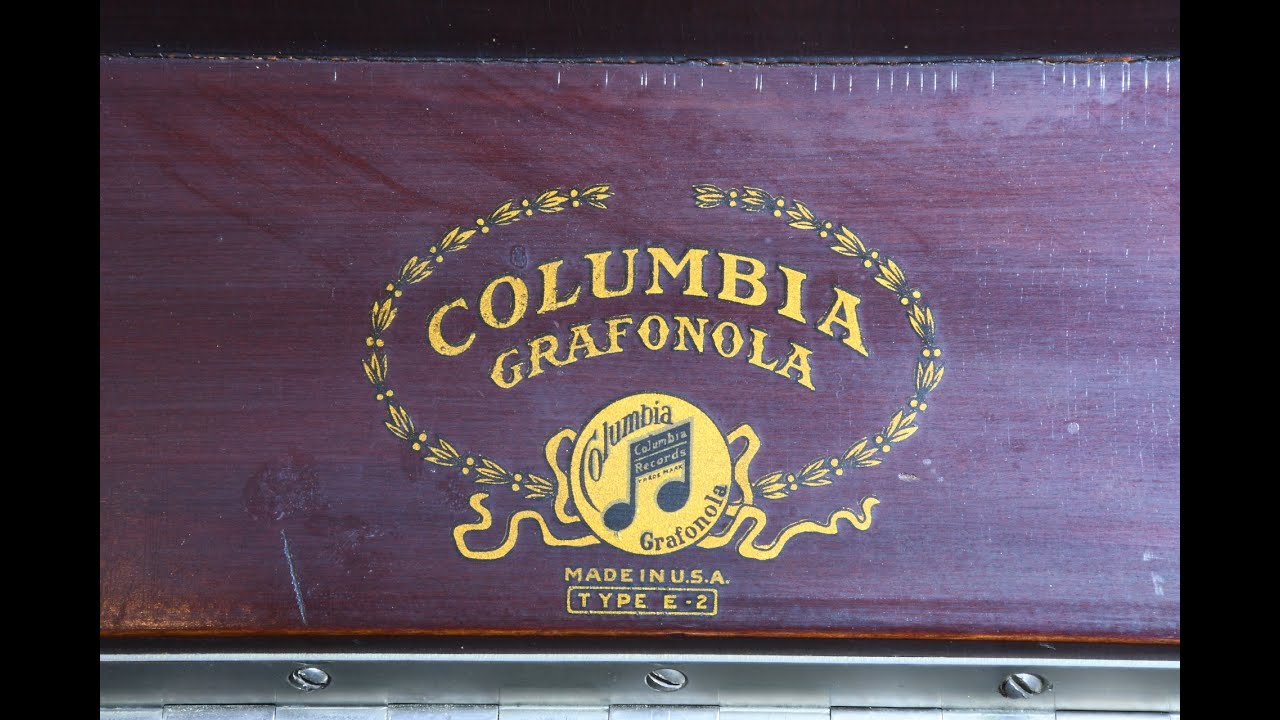 COLUMBIA
GRAFONOLA
Columbia
Columbia
Records
TRADE MARK
Grafonola
MADE IN U.S.A.
TYPE E-2